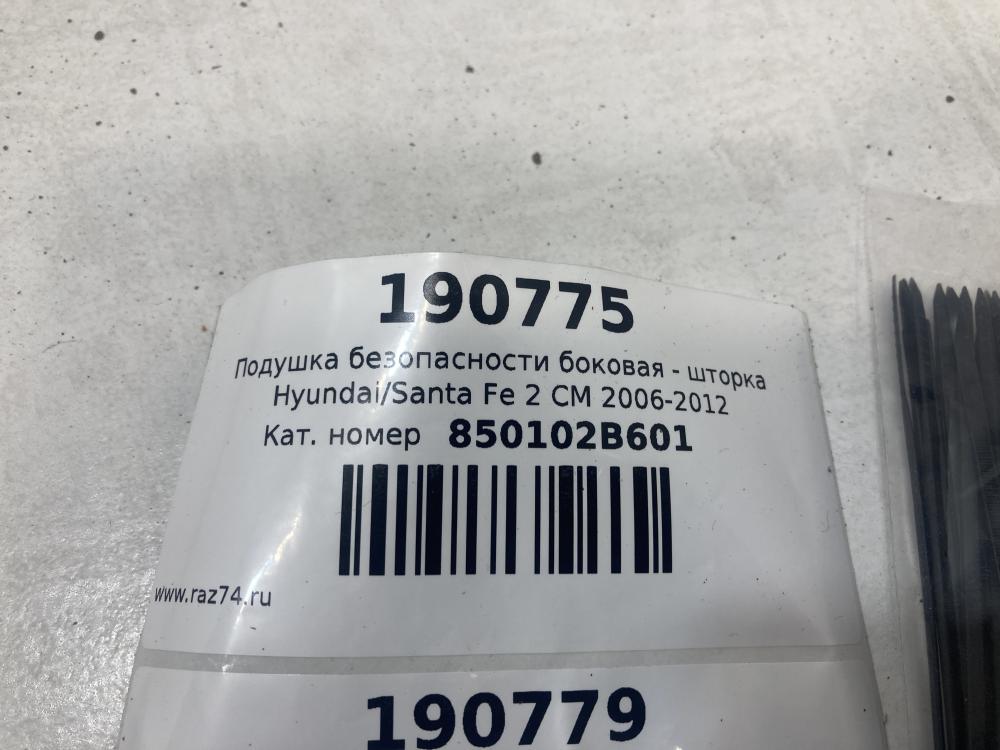 190775
Подушка безопасности боковая - шторка
Hyundai/Santa Fe 2 CM 2006-2012
Кат. номер 850102B601
www.raz74.ru
190779